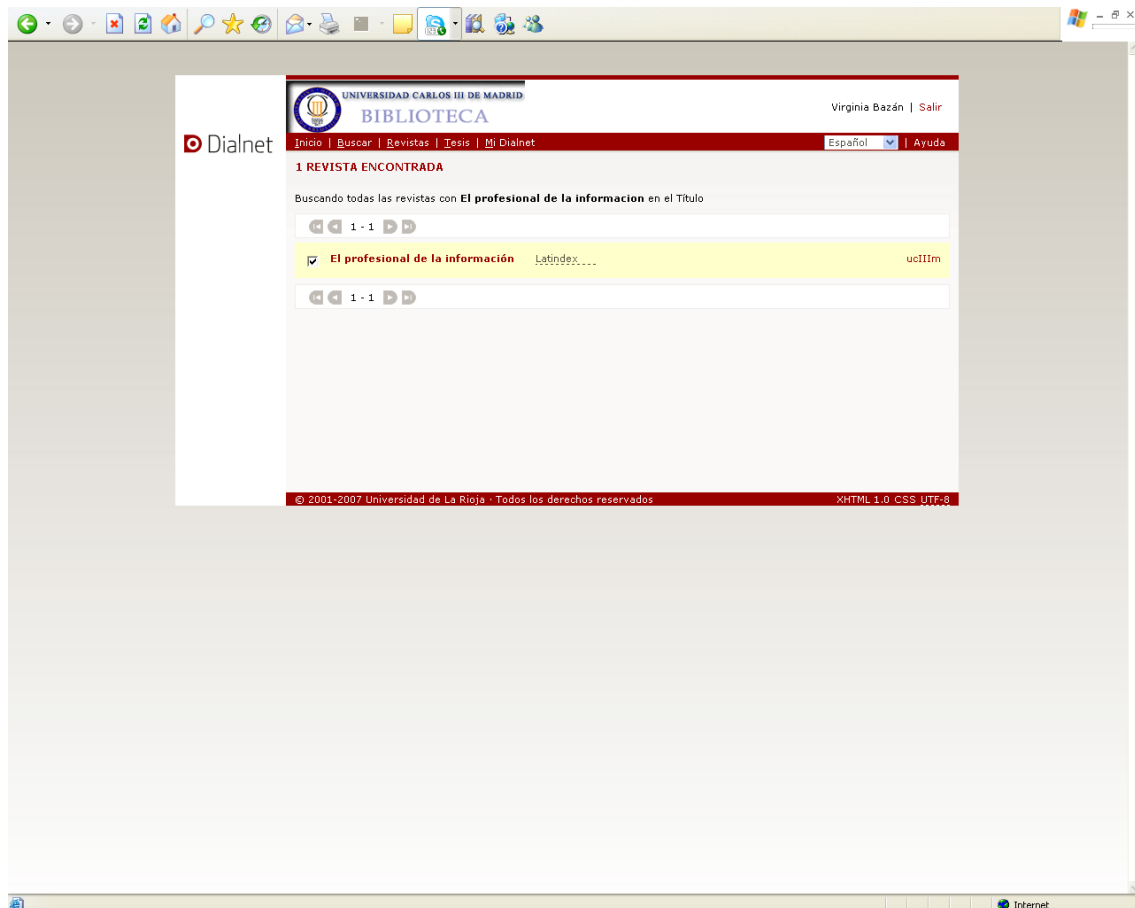 UNIVERSIDAD CARLOS III DE MADRID
BIBLIOTECA
Virginia Bazán | Salir
Dialnet
Inicio | Buscar | Revistas | Tesis | Mi Dialnet
Español | Ayuda
1 REVISTA ENCONTRADA
Buscando todas las revistas con El profesional de la informacion en el Título
1 - 1
El profesional de la información Latindex ucIIIm
1 - 1
© 2001-2007 Universidad de La Rioja · Todos los derechos reservados XHTML 1.0 CSS UTF-8
Internet